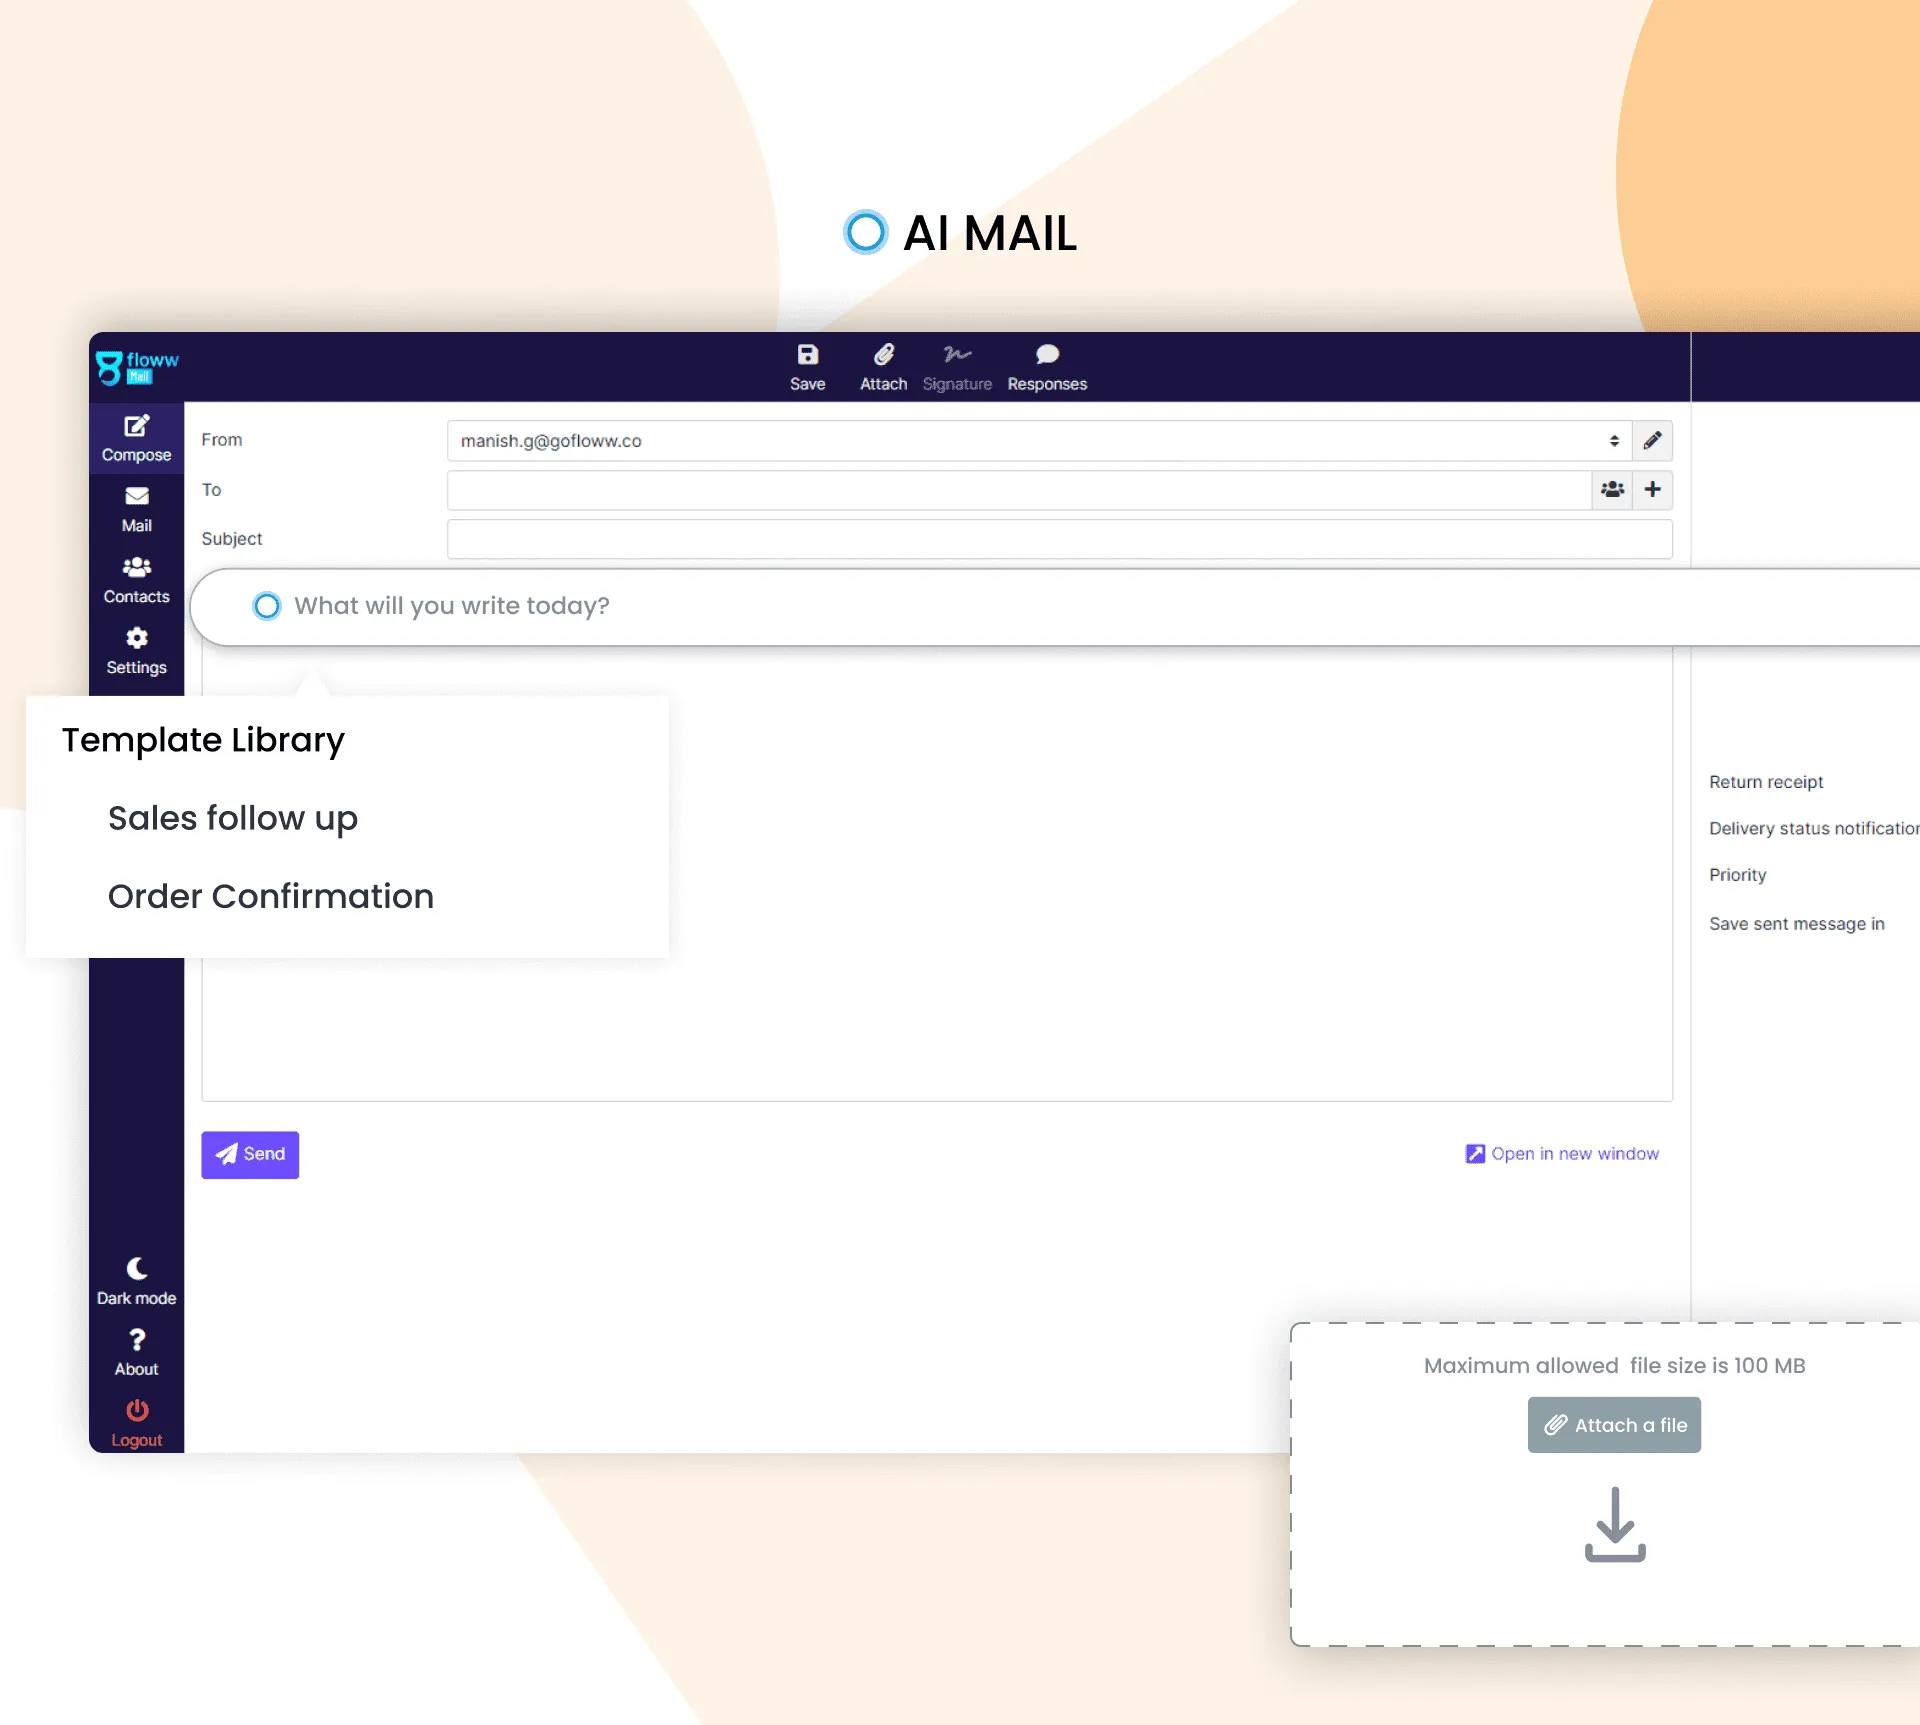 AI MAIL
floww
Mail
Save
Attach
Signature
Responses
Compose
Mail
Contacts
Settings
From
manish.g@gofloww.co
To
Subject
What will you write today?
Template Library
Sales follow up
Order Confirmation
Return receipt
Delivery status notification
Priority
Save sent message in
Send
Open in new window
Dark mode
About
Logout
Maximum allowed file size is 100 MB
Attach a file